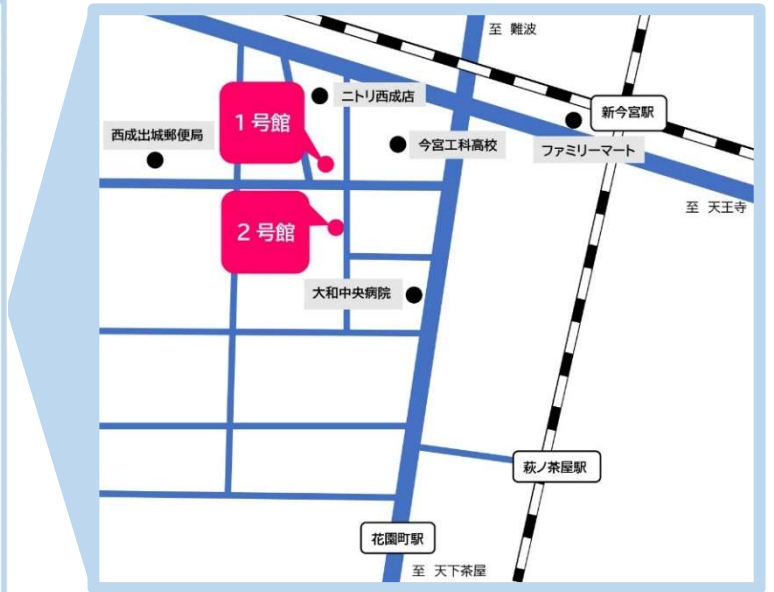 至 難波
ニトリ西成店
新今宮駅
1号館
西成出城郵便局
今宮工科高校
ファミリーマート
至 天王寺
2号館
大和中央病院
萩ノ茶屋駅
花園町駅
至 天下茶屋